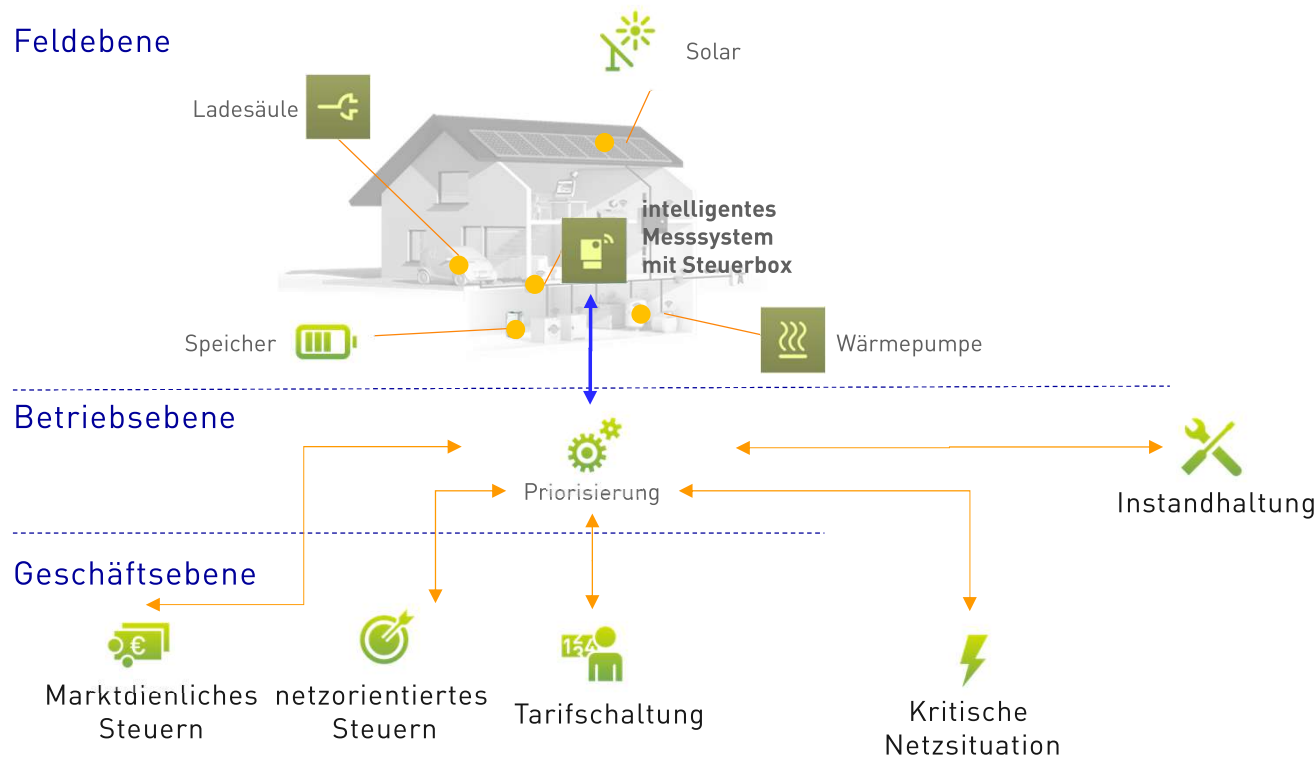 Feldebene
Solar
Ladesäule
intelligentes
Messsystem
mit Steuerbox
Speicher
Wärmepumpe
Betriebsebene
Priorisierung
Instandhaltung
Geschäftsebene
€
Marktdienliches
Steuern
netzorientiertes
Steuern
Tarifschaltung
Kritische
Netzsituation